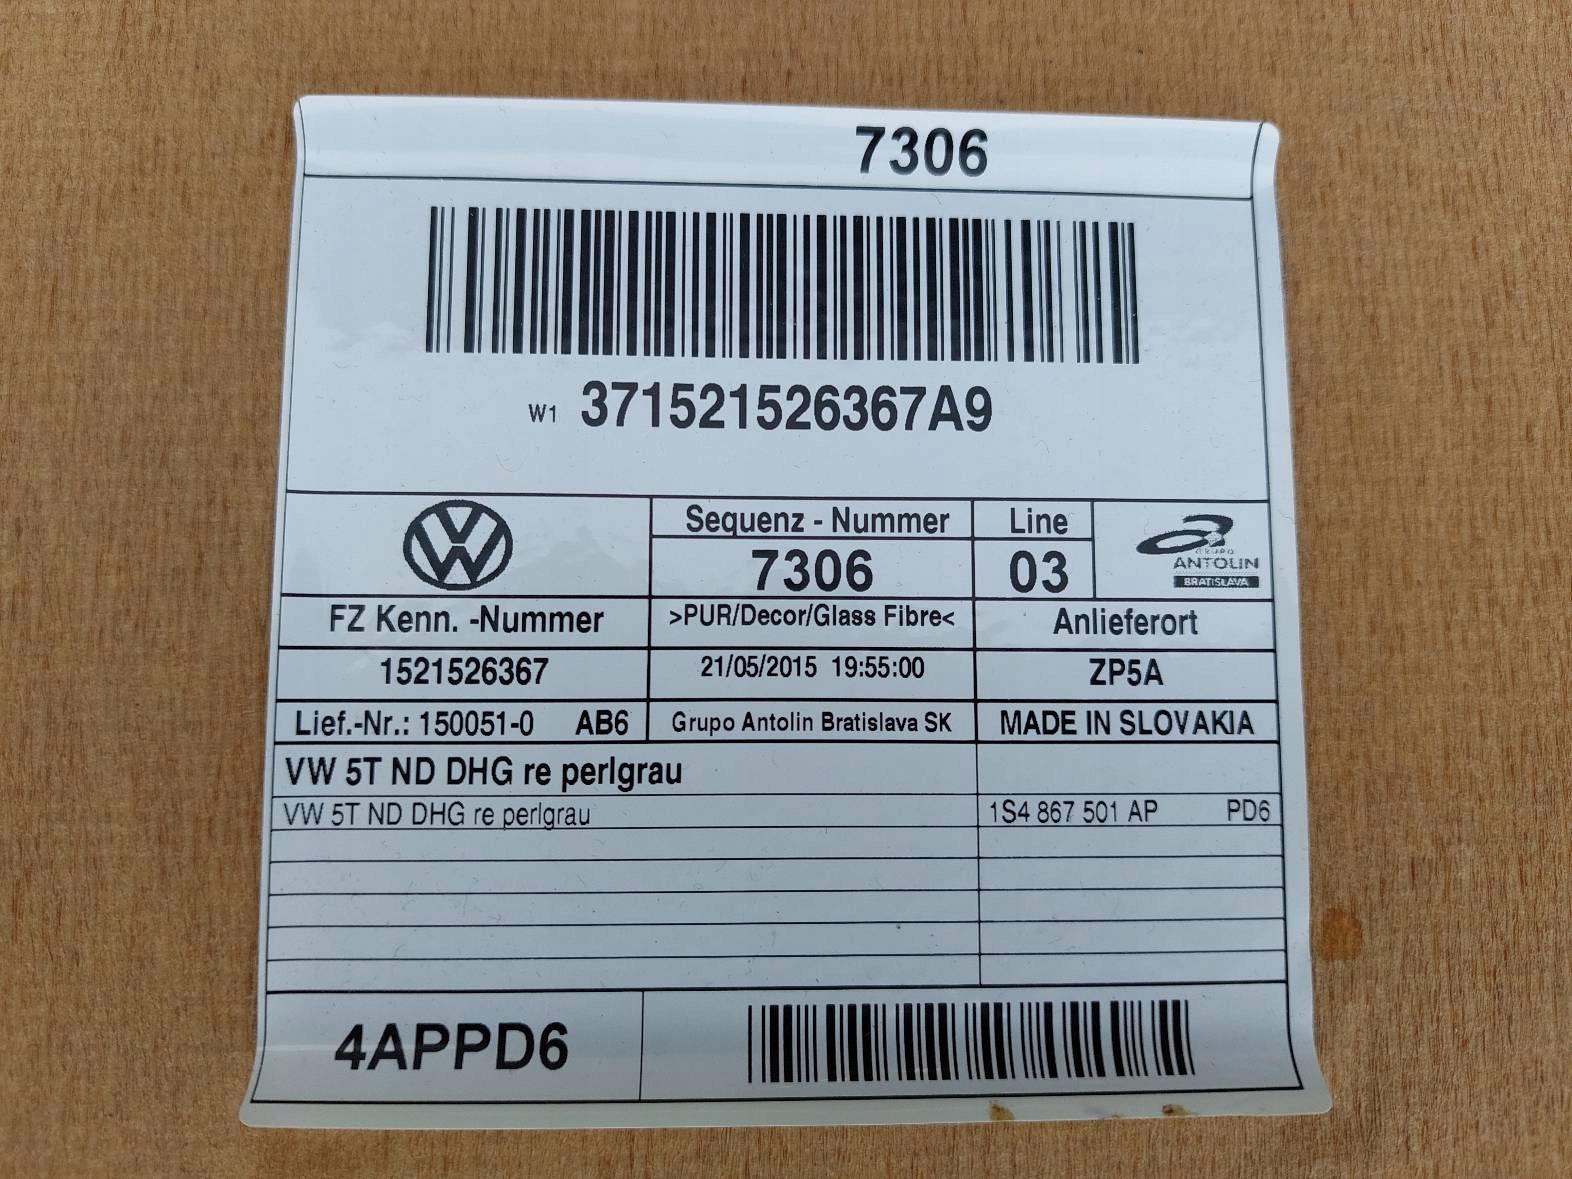 7306
W1 371521526367A9
Sequenz - Nummer
Line
7306
03
GRUPO
ANTOLIN
BRATISLAVA
FZ Kenn. -Nummer
>PUR/Decor/Glass Fibre<
Anlieferort
1521526367
21/05/2015 19:55:00
ZP5A
Lief.-Nr.: 150051-0 AB6
Grupo Antolin Bratislava SK
MADE IN SLOVAKIA
VW 5T ND DHG re perlgrau
VW 5T ND DHG re perlgrau
1S4 867 501 AP PD6
4APPD6